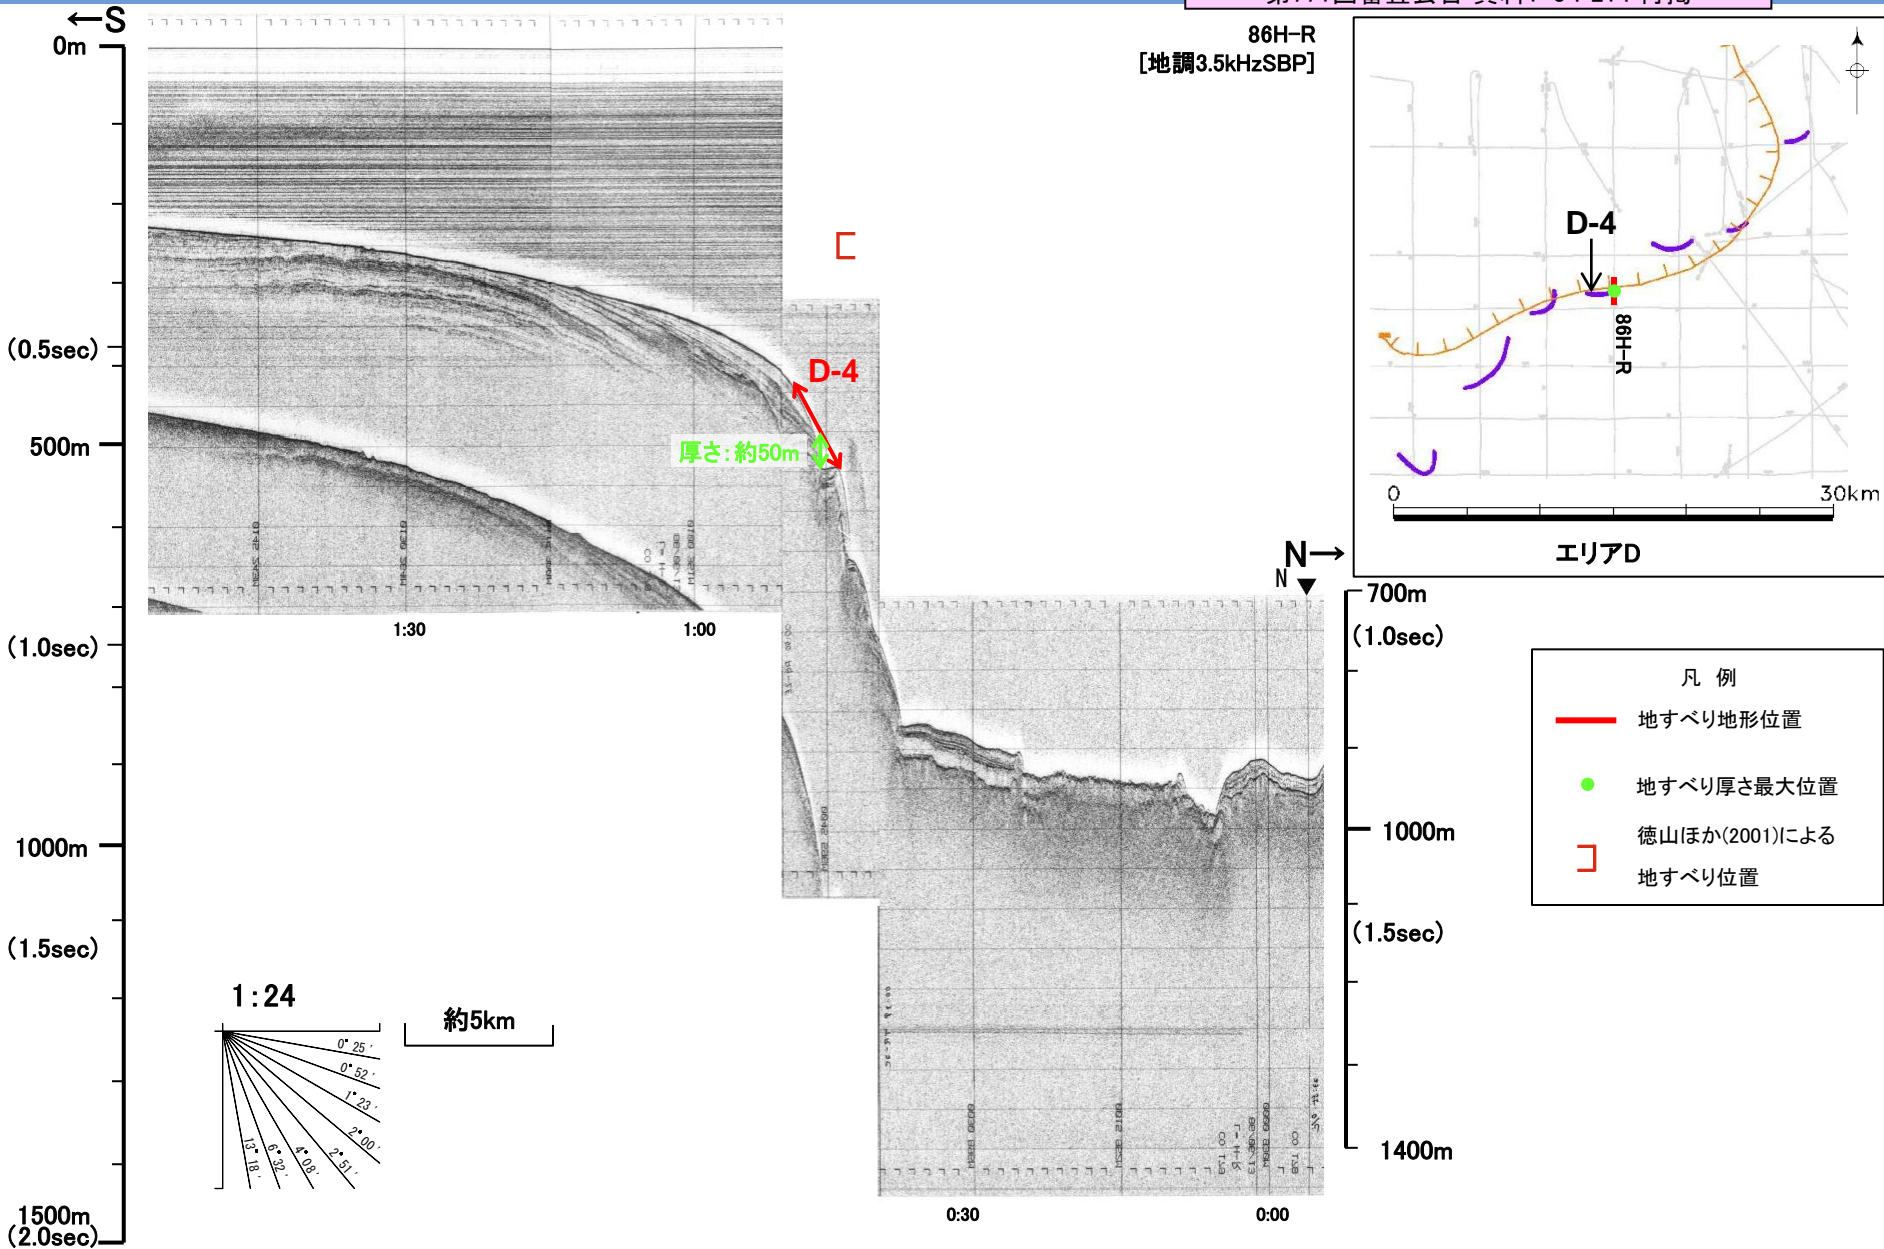 ←S
86H-R
[地調3.5kHzSBP]
0m
(0.5sec)
500m
(1.0sec)
1000m
(1.5sec)
1500m
(2.0sec)
D-4
厚さ：約50m
1:30
1:00
N→
N
700m
(1.0sec)
1000m
(1.5sec)
1400m
0:30
0:00
1:24
約5km
0°25′
0°52′
1°23′
2°00′
2°51′
4°08′
6°32′
13°18′
D-4
86H-R
0
30km
エリアD
凡 例
地すべり地形位置
地すべり厚さ最大位置
徳山ほか(2001)による
地すべり位置